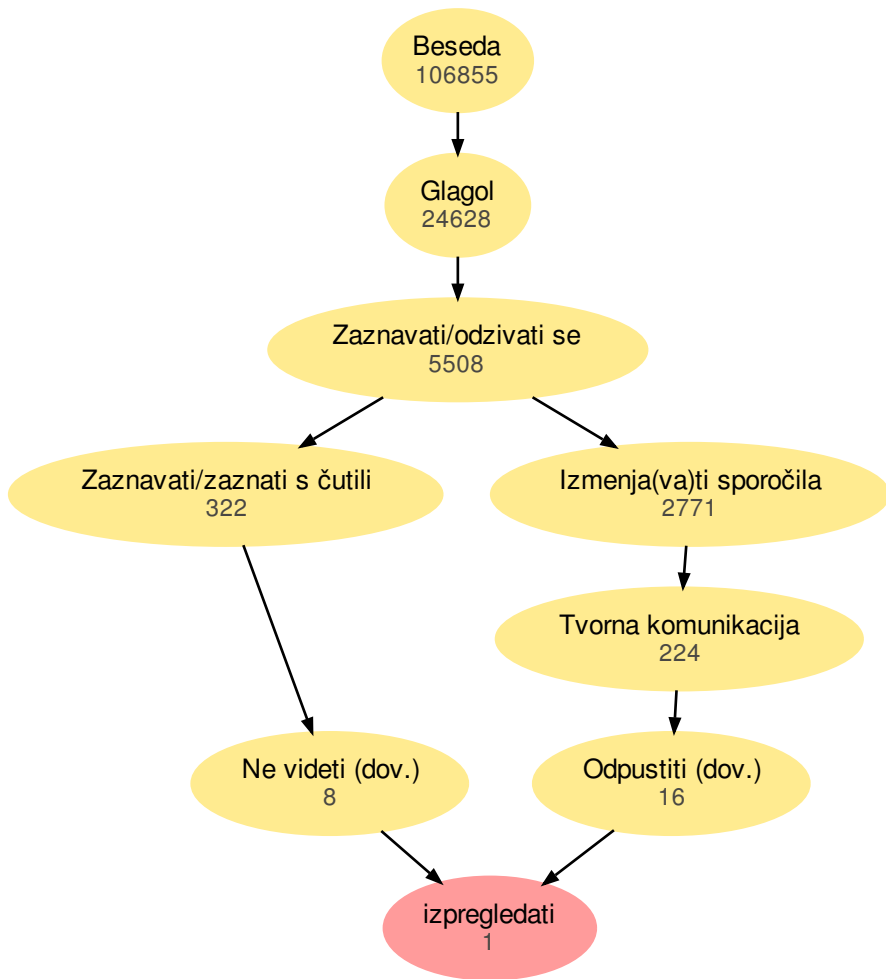 Beseda
106855
Glagol
24628
Zaznavati/odzivati se
5508
Zaznavati/zaznati s čutili
322
Izmenja(va)ti sporočila
2771
Tvorna komunikacija
224
Ne videti (dov.)
8
Odpustiti (dov.)
16
izpregledati
1